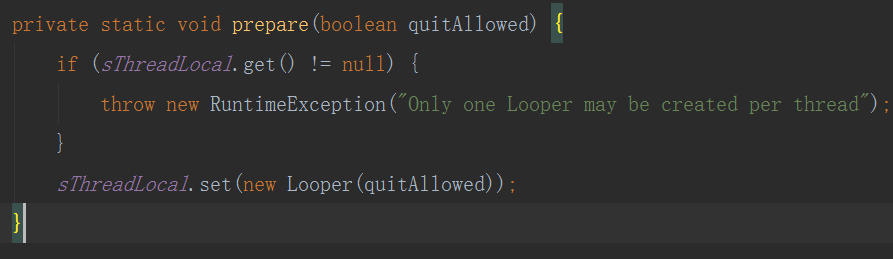 private static void prepare(boolean quitAllowed) {
if (sThreadLocal.get() != null) {
throw new RuntimeException("Only one Looper may be created per thread");
}
sThreadLocal.set(new Looper(quitAllowed));
}